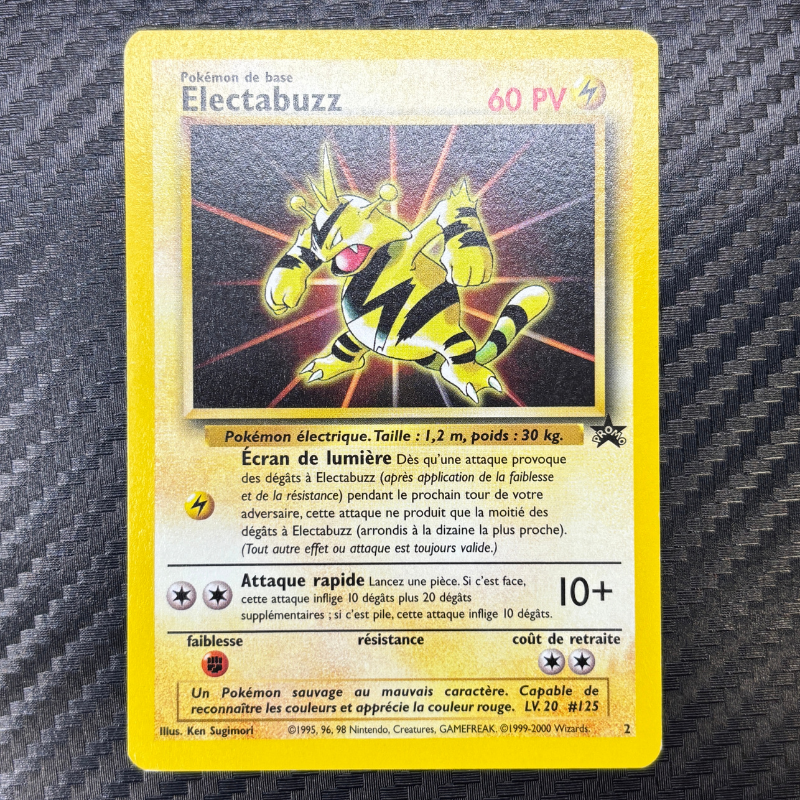 Pokémon de base
Electabuzz 60 PV
Pokémon électrique. Taille : 1,2 m, poids : 30 kg.
PROMO
Écran de lumière Dès qu'une attaque provoque
des dégâts à Electabuzz (après application de la faiblesse
et de la résistance) pendant le prochain tour de votre
adversaire, cette attaque ne produit que la moitié des
dégâts à Electabuzz (arrondis à la dizaine la plus proche).
(Tout autre effet ou attaque est toujours valide.)
Attaque rapide Lancez une pièce. Si c'est face,
cette attaque inflige 10 dégâts plus 20 dégâts
supplémentaires ; si c'est pile, cette attaque inflige 10 dégâts.
10+
faiblesse résistance coût de retraite
Un Pokémon sauvage au mauvais caractère. Capable de
reconnaître les couleurs et apprécie la couleur rouge. LV. 20 #125
Illus. Ken Sugimori ©1995, 96, 98 Nintendo, Creatures, GAMEFREAK. ©1999-2000 Wizards. 2